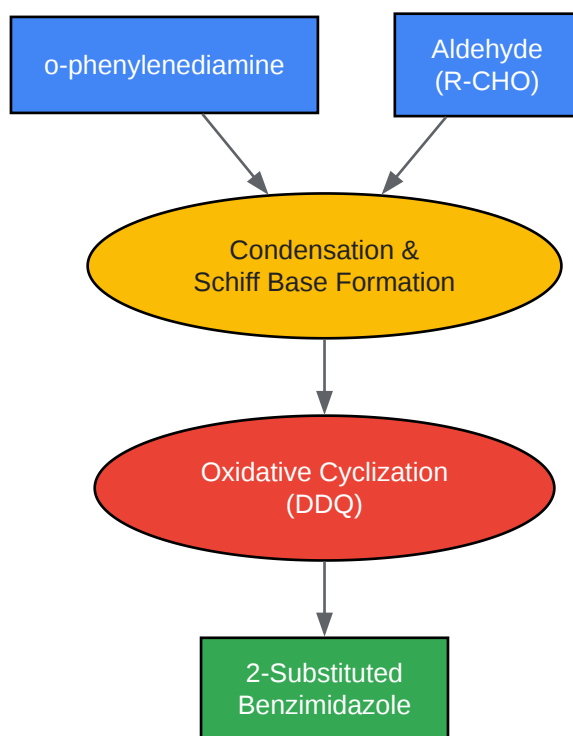 o-phenylenediamine
Aldehyde
(R-CHO)
Condensation &
Schiff Base Formation
Oxidative Cyclization
(DDQ)
2-Substituted
Benzimidazole